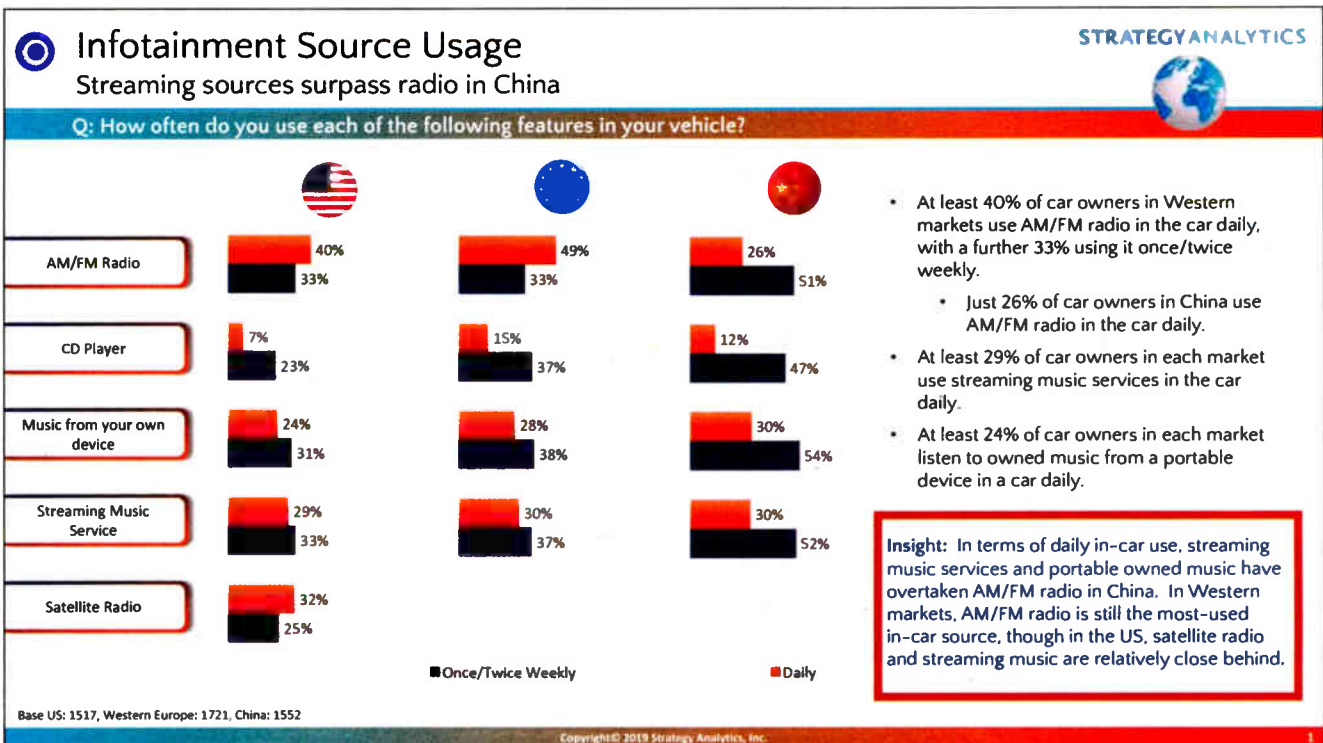 Infotainment Source Usage
Streaming sources surpass radio in China
STRATEGYANALYTICS
Q: How often do you use each of the following features in your vehicle?
AM/FM Radio
40%
33%
49%
33%
26%
51%
CD Player
7%
23%
15%
37%
12%
47%
Music from your own
device
24%
31%
28%
38%
30%
54%
Streaming Music
Service
29%
33%
30%
37%
30%
52%
Satellite Radio
32%
25%
Once/Twice Weekly
Daily
• At least 40% of car owners in Western
markets use AM/FM radio in the car daily,
with a further 33% using it once/twice
weekly.
• Just 26% of car owners in China use
AM/FM radio in the car daily.
• At least 29% of car owners in each market
use streaming music services in the car
daily.
• At least 24% of car owners in each market
listen to owned music from a portable
device in a car daily.
Insight: In terms of daily in-car use, streaming
music services and portable owned music have
overtaken AM/FM radio in China. In Western
markets, AM/FM radio is still the most-used
in-car source, though in the US, satellite radio
and streaming music are relatively close behind.
Base US: 1517, Western Europe: 1721, China: 1552
Copyright© 2019 Strategy Analytics, Inc.
1